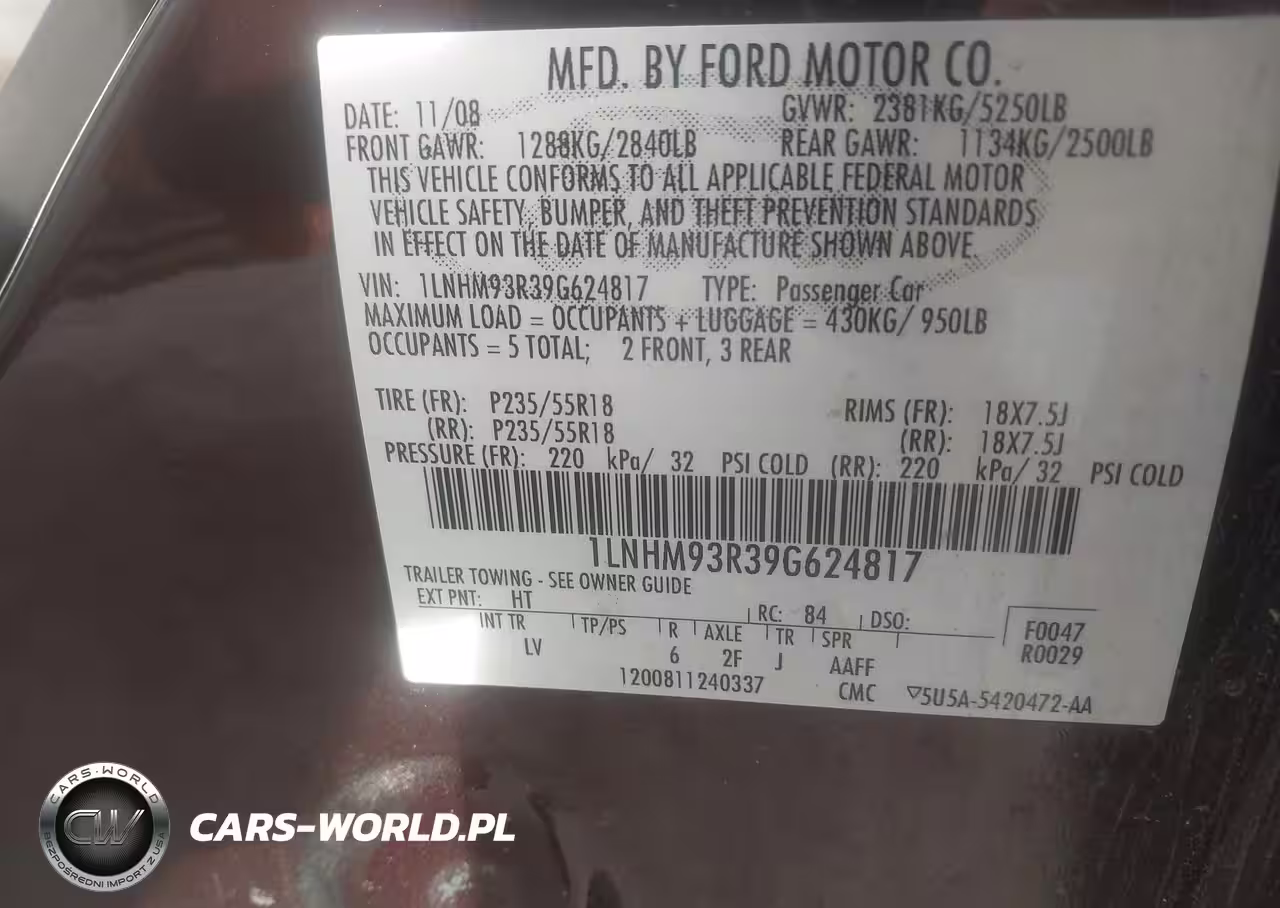 MFD. BY FORD MOTOR CO.
DATE: 11/08 GVWR: 2381KG/5250LB
FRONT GAWR: 1288KG/2840LB REAR GAWR: 1134KG/2500LB
THIS VEHICLE CONFORMS TO ALL APPLICABLE FEDERAL MOTOR
VEHICLE SAFETY, BUMPER, AND THEFT PREVENTION STANDARDS
IN EFFECT ON THE DATE OF MANUFACTURE SHOWN ABOVE.
VIN: 1LNHM93R39G624817 TYPE: Passenger Car
MAXIMUM LOAD = OCCUPANTS + LUGGAGE = 430KG/ 950LB
OCCUPANTS = 5 TOTAL; 2 FRONT, 3 REAR
TIRE (FR): P235/55R18 RIMS (FR): 18X7.5J
(RR): P235/55R18 (RR): 18X7.5J
PRESSURE (FR): 220 kPa/ 32 PSI COLD (RR): 220 kPa/ 32 PSI COLD
1LNHM93R39G624817
TRAILER TOWING - SEE OWNER GUIDE
EXT PNT: HT RC: 84 DSO:
INT TR TP/PS R AXLE TR SPR F0047
LV 6 2F J AAFF R0029
1200811240337 CMC 5U5A-5420472-AA
CARS-WORLD
CW
BEZPOŚREDNI IMPORT Z USA
CARS-WORLD.PL